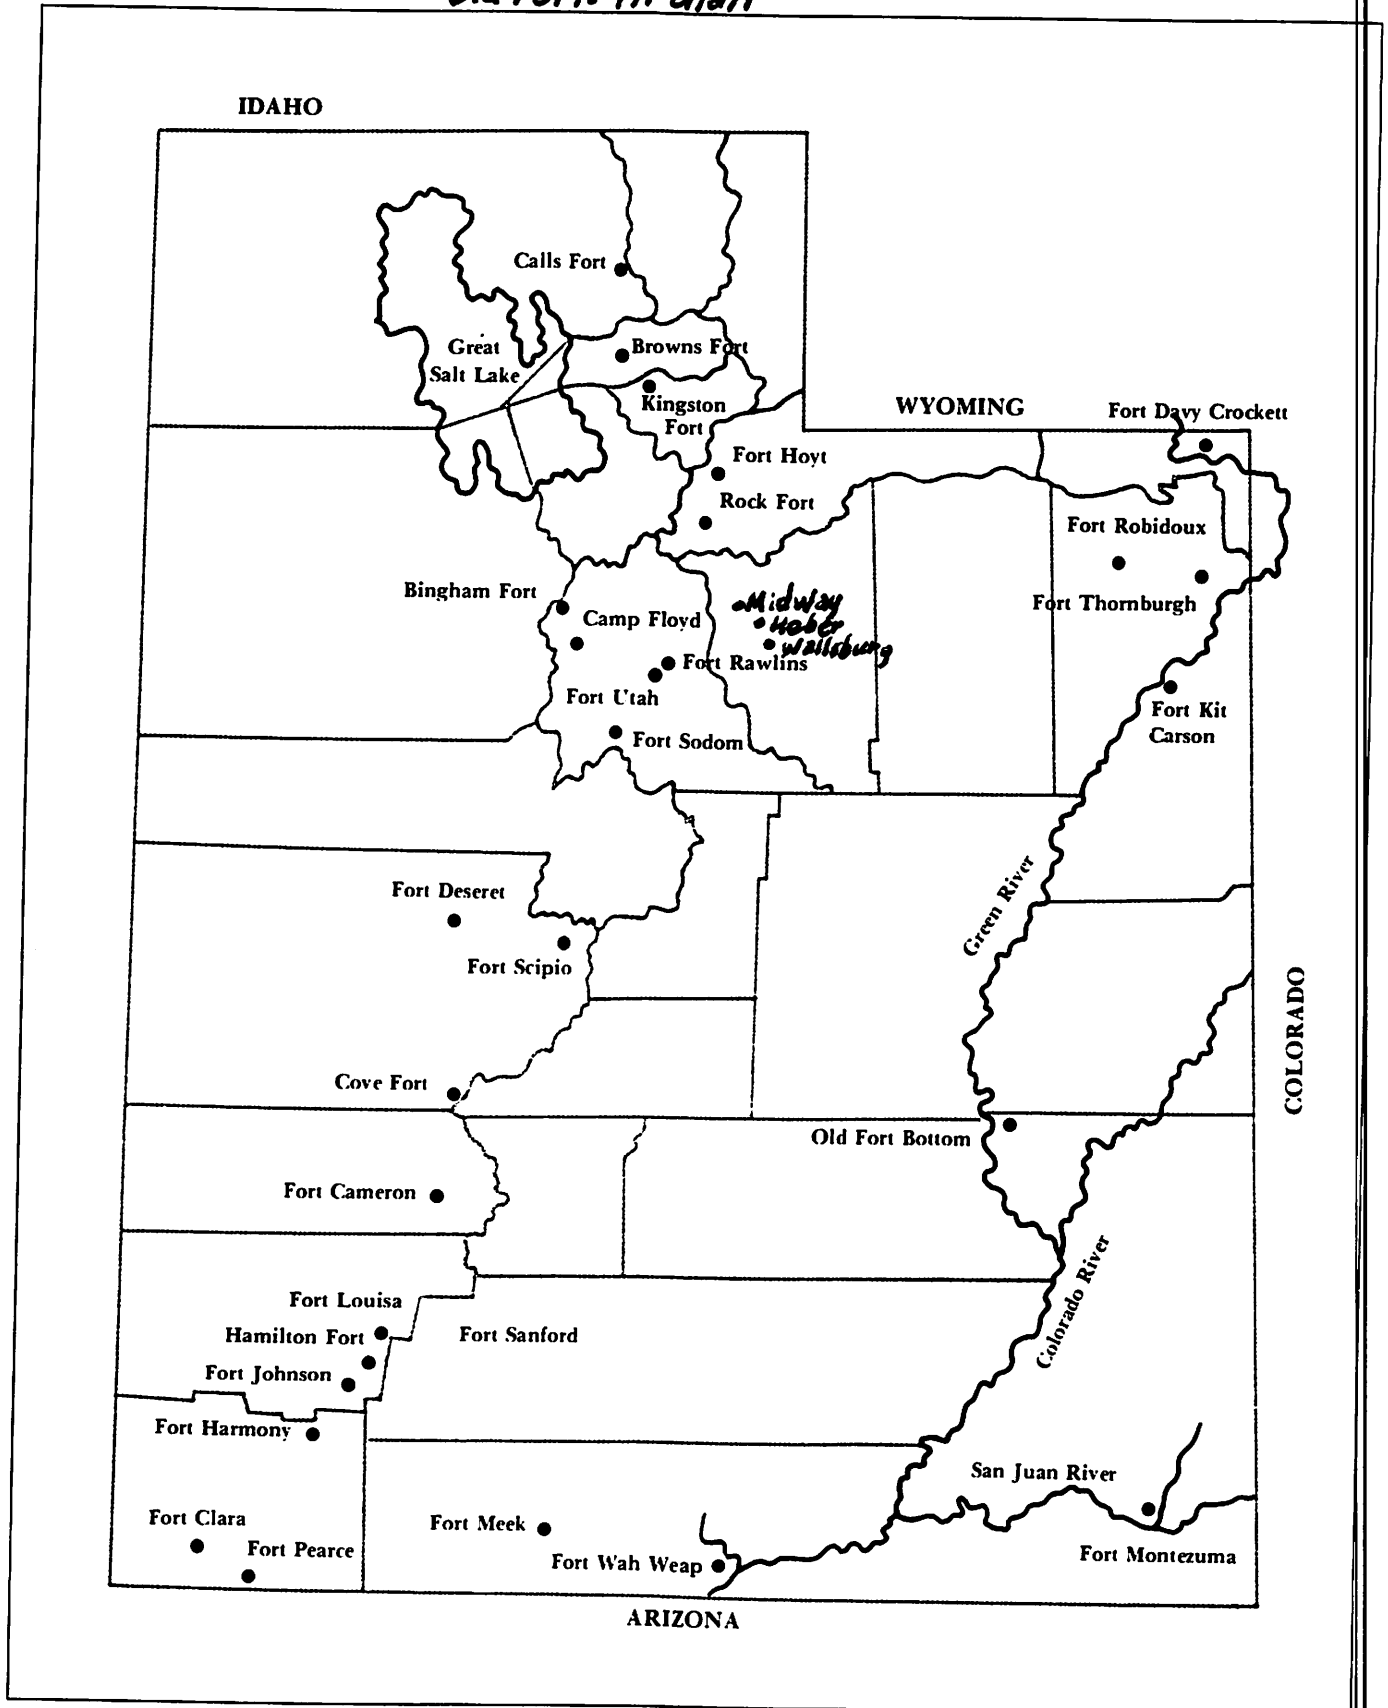 IDAHO
Calls Fort
Great
Salt Lake
Browns Fort
Kingston
Fort
WYOMING
Fort Davy Crockett
Fort Hoyt
Rock Fort
Fort Robidoux
Bingham Fort
Camp Floyd
Midway
Heber
Wallsburg
Fort Thornburgh
Fort Rawlins
Fort Utah
Fort Sodom
Fort Kit
Carson
Fort Deseret
Green River
Fort Scipio
COLORADO
Cove Fort
Old Fort Bottom
Fort Cameron
Colorado River
Fort Louisa
Hamilton Fort
Fort Sanford
Fort Johnson
Fort Harmony
San Juan River
Fort Clara
Fort Meek
Fort Pearce
Fort Wah Weap
Fort Montezuma
ARIZONA